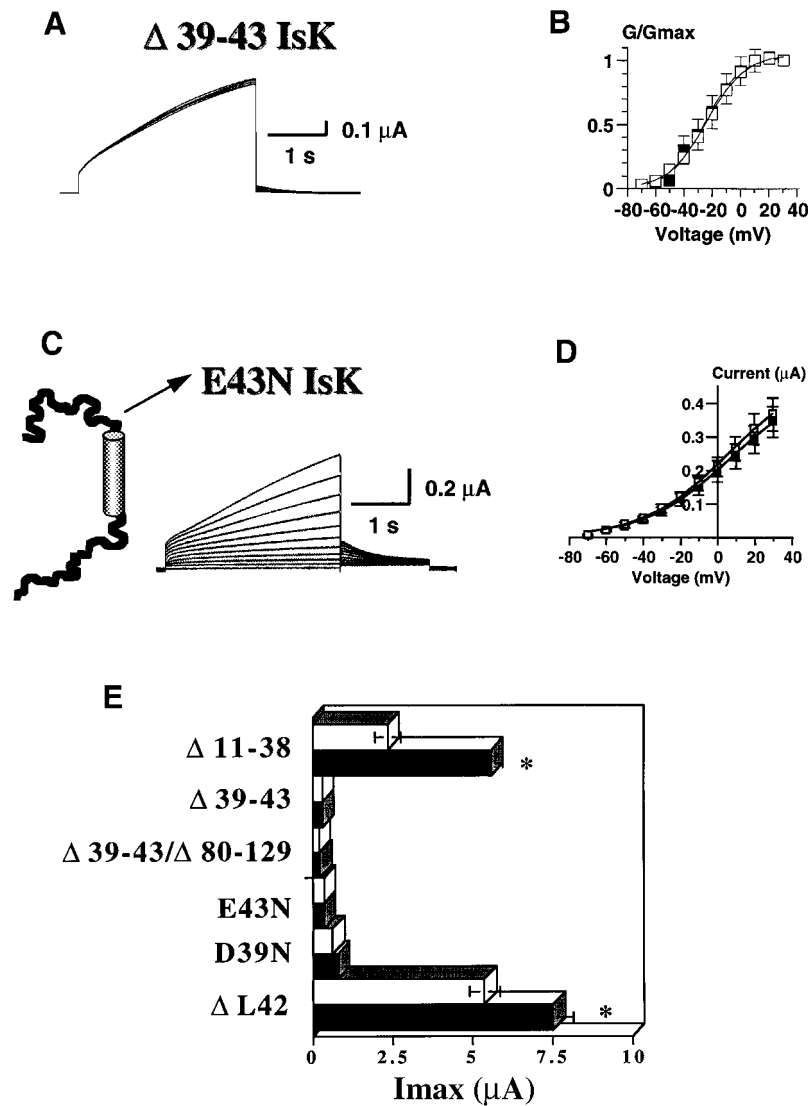 A
Δ 39-43 IsK
0.1 μA
1 s
B
G/Gmax
1
0.5
0
-80-60-40-20 0 20 40
Voltage (mV)
C
E43N IsK
0.2 μA
1 s
D
Current (μA)
0.4
0.3
0.2
0.1
-80 -60 -40 -20 0 20 40
Voltage (mV)
E
Δ 11-38
*
Δ 39-43
Δ 39-43/Δ 80-129
E43N
D39N
Δ L42
*
0 2.5 5 7.5 10
Imax (μA)